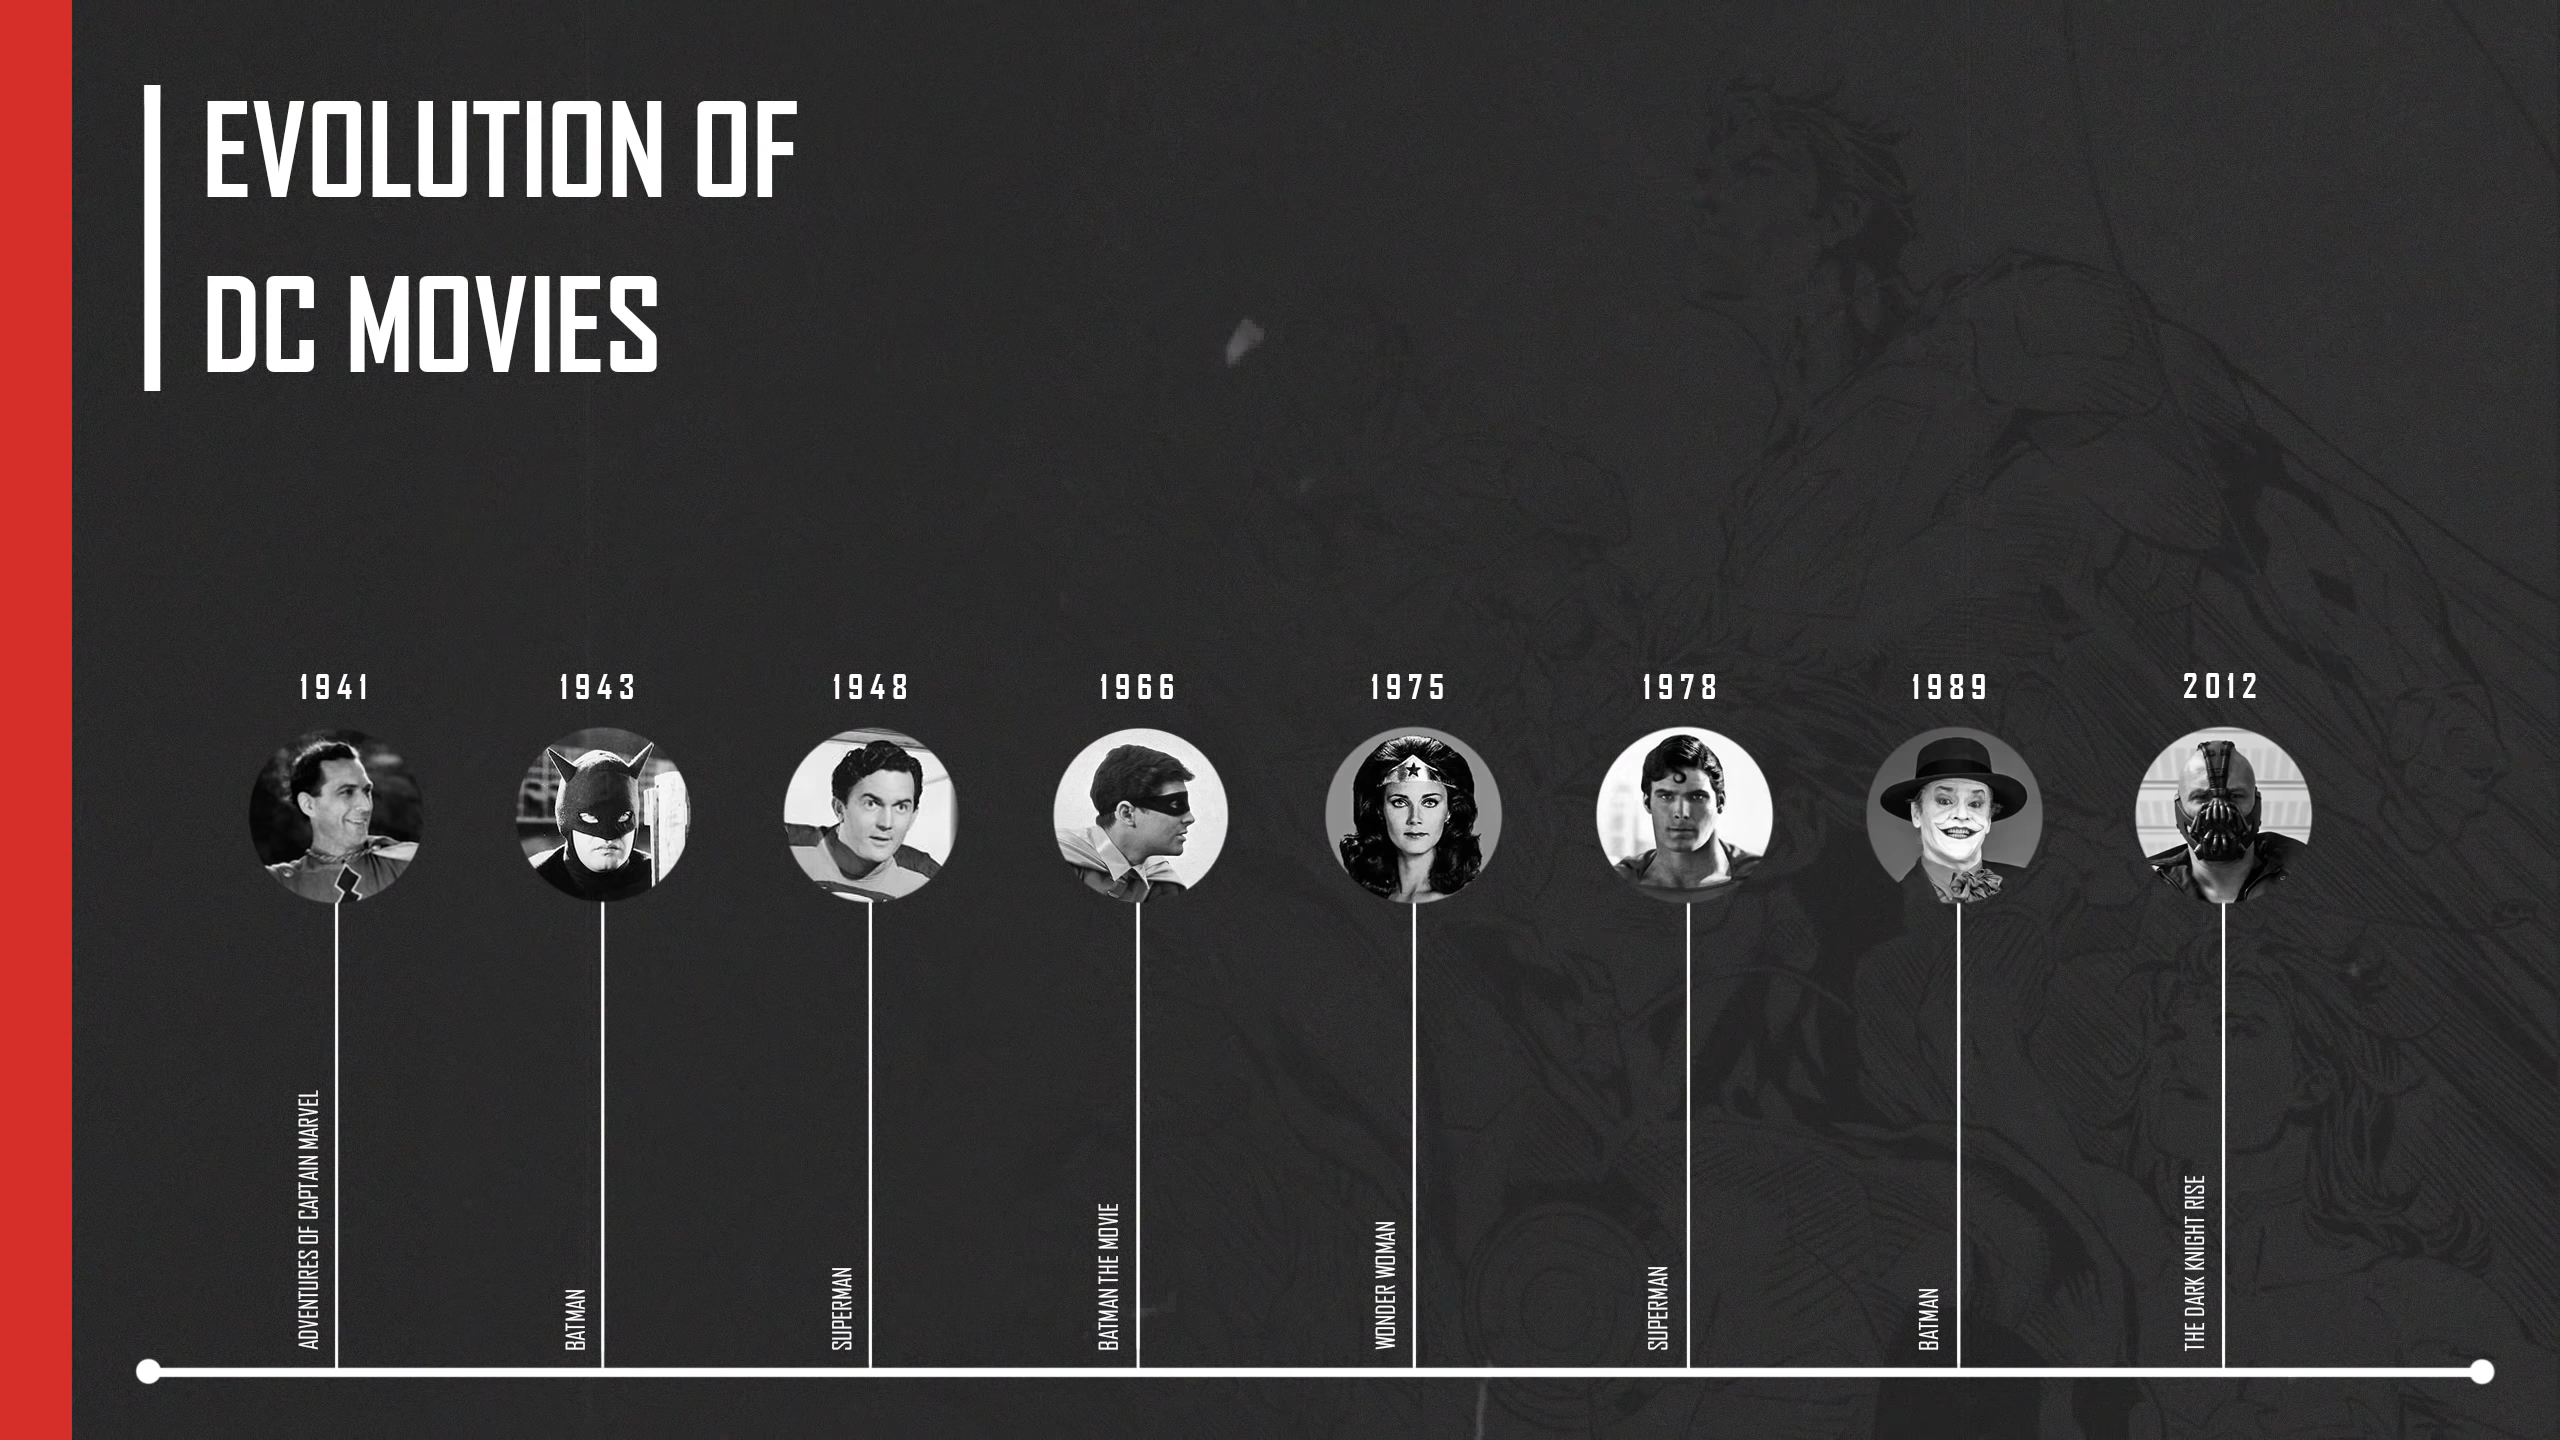 EVOLUTION OF
DC MOVIES
1941
1943
1948
1966
1975
1978
1989
2012
ADVENTURES OF CAPTAIN MARVEL
BATMAN
SUPERMAN
BATMAN THE MOVIE
WONDER WOMAN
SUPERMAN
BATMAN
THE DARK KNIGHT RISE